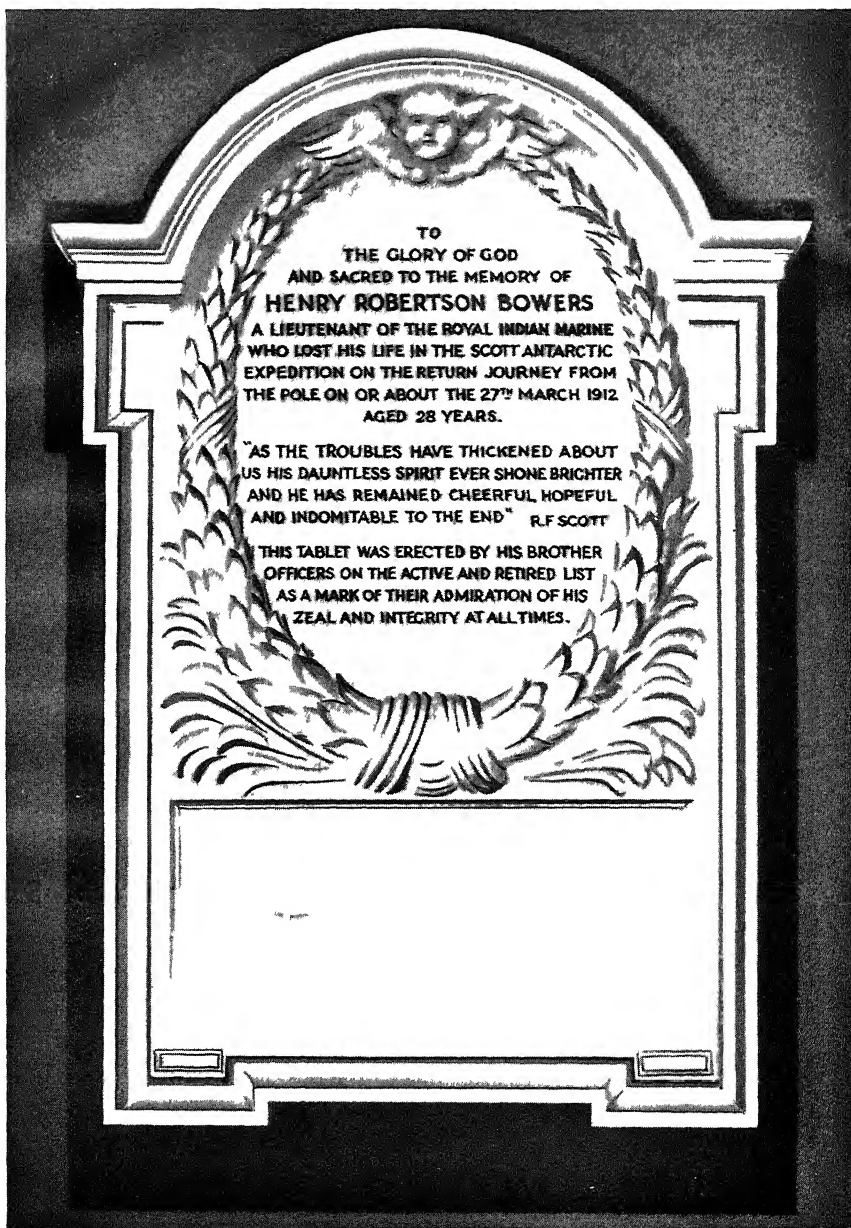 TO
THE GLORY OF GOD
AND SACRED TO THE MEMORY OF
HENRY ROBERTSON BOWERS
A LIEUTENANT OF THE ROYAL INDIAN MARINE
WHO LOST HIS LIFE IN THE SCOTT ANTARCTIC
EXPEDITION ON THE RETURN JOURNEY FROM
THE POLE ON OR ABOUT THE 27TH MARCH 1912
AGED 28 YEARS.
"AS THE TROUBLES HAVE THICKENED ABOUT
US HIS DAUNTLESS SPIRIT EVER SHONE BRIGHTER
AND HE HAS REMAINED CHEERFUL, HOPEFUL
AND INDOMITABLE TO THE END" R.F SCOTT
THIS TABLET WAS ERECTED BY HIS BROTHER
OFFICERS ON THE ACTIVE AND RETIRED LIST
AS A MARK OF THEIR ADMIRATION OF HIS
ZEAL AND INTEGRITY AT ALL TIMES.